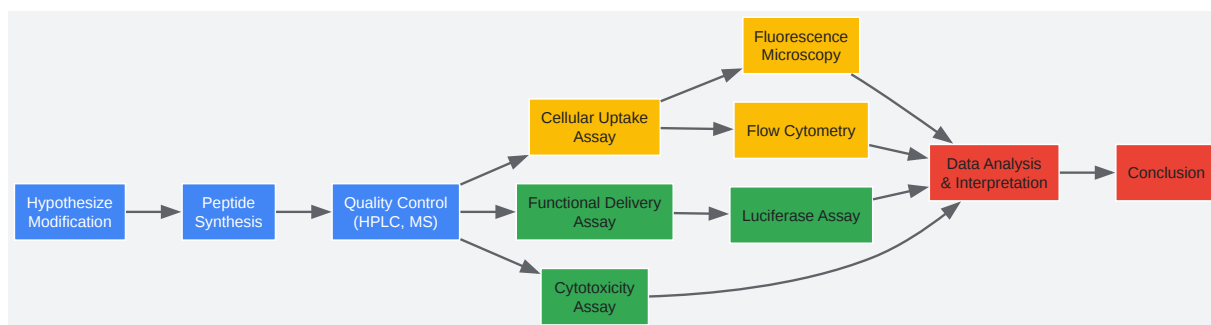 Hypothesize
Modification
Peptide
Synthesis
Quality Control
(HPLC, MS)
Cellular Uptake
Assay
Fluorescence
Microscopy
Flow Cytometry
Functional Delivery
Assay
Luciferase Assay
Cytotoxicity
Assay
Data Analysis
& Interpretation
Conclusion